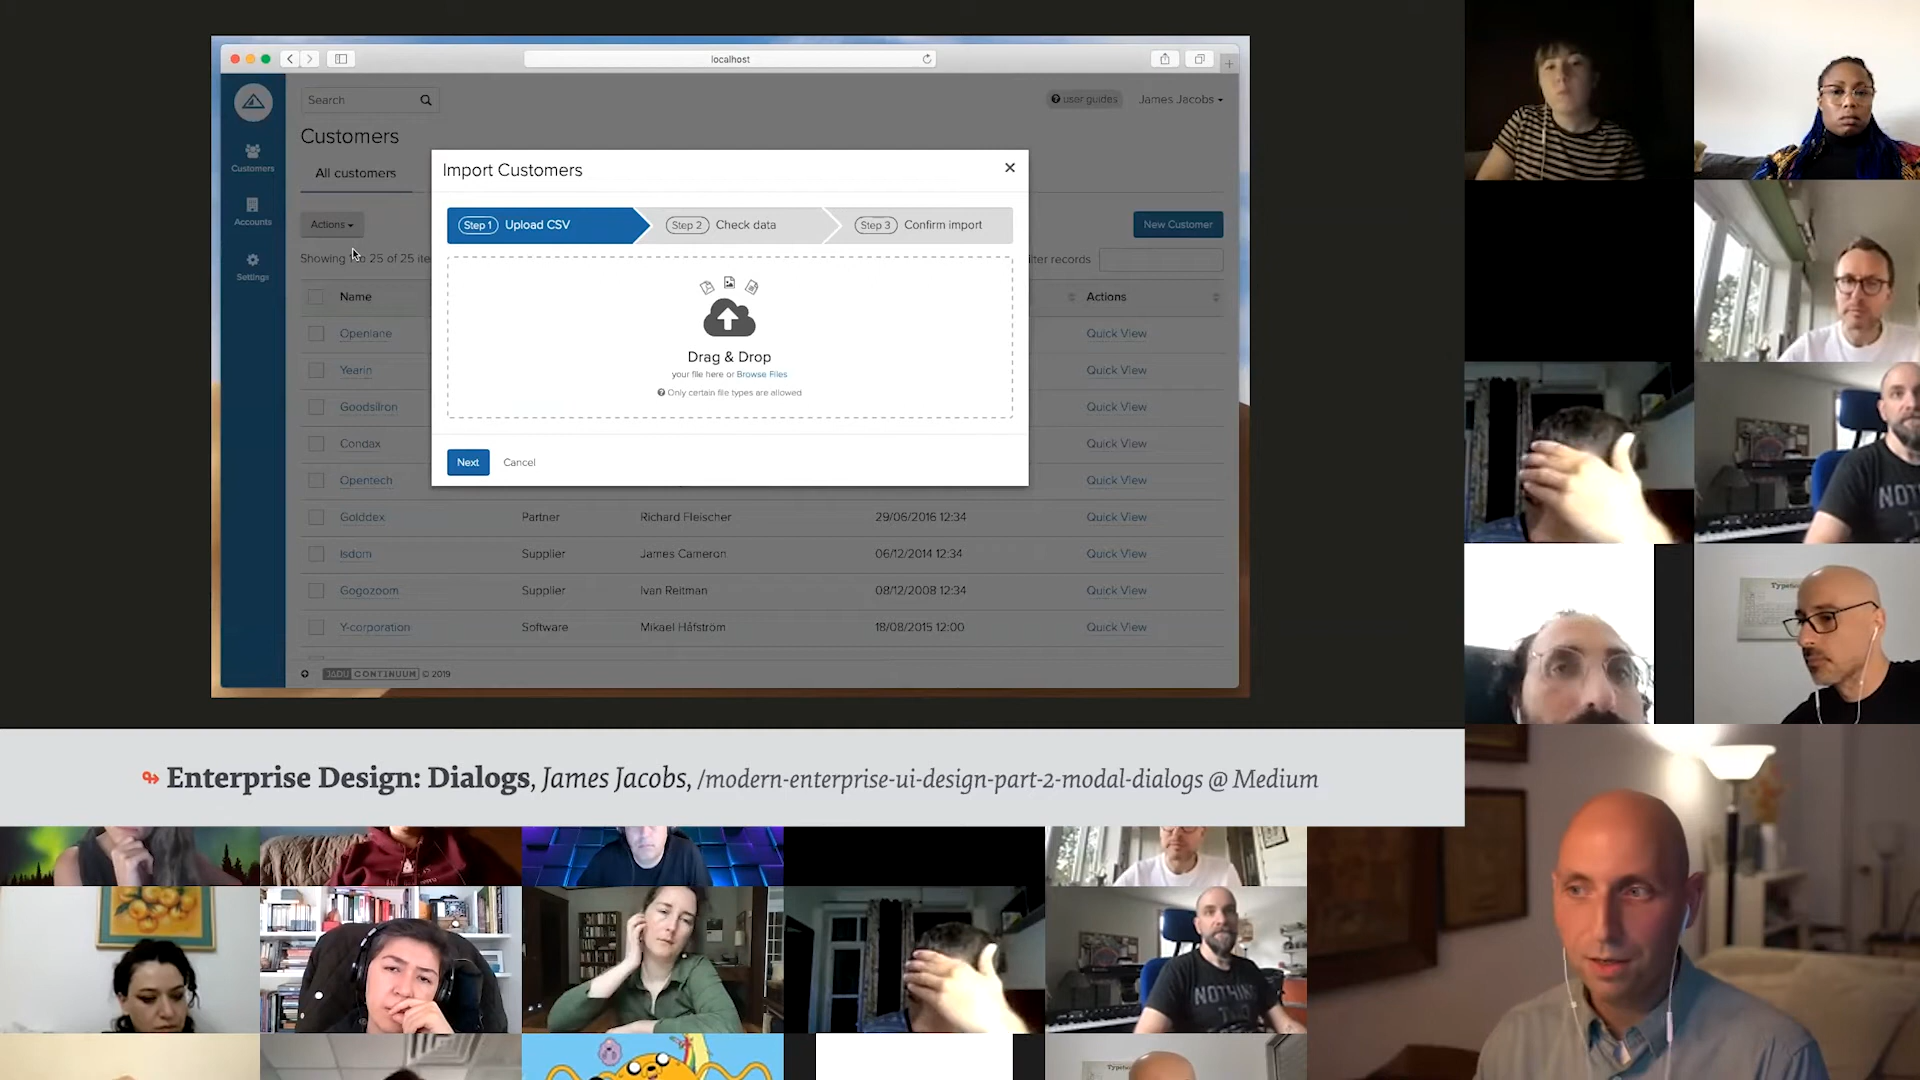 localhost
Search
user guides
James Jacobs
Customers
Customers
All customers
Import Customers
Step 1 Upload CSV
Step 2 Check data
Step 3 Confirm import
Accounts
Actions
New Customer
Showing
25 of 25
records
Settings
Drag & Drop
your file here or Browse Files
Only certain file types are allowed
Next
Cancel
Name
Actions
Openlane
Quick View
Yearin
Quick View
Goodsilron
Quick View
Condax
Quick View
Opentech
Quick View
Golddex Partner Richard Fleischer 29/06/2016 12:34 Quick View
Isdom Supplier James Cameron 06/12/2014 12:34 Quick View
Gogozoom Supplier Ivan Reitman 08/12/2008 12:34 Quick View
Y-corporation Software Mikael Håfström 18/08/2015 12:00 Quick View
JADU CONTINUUM © 2019
Enterprise Design: Dialogs, James Jacobs, /modern-enterprise-ui-design-part-2-modal-dialogs @ Medium
NOTHING